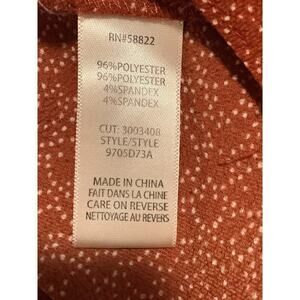 RN#58822
96%POLYESTER
96%POLYESTER
4%SPANDEX
4%SPANDEX
CUT: 3003408
STYLE/STYLE
9705D73A
MADE IN CHINA
FAIT DANS LA CHINE
CARE ON REVERSE
NETTOYAGE AU REVERS